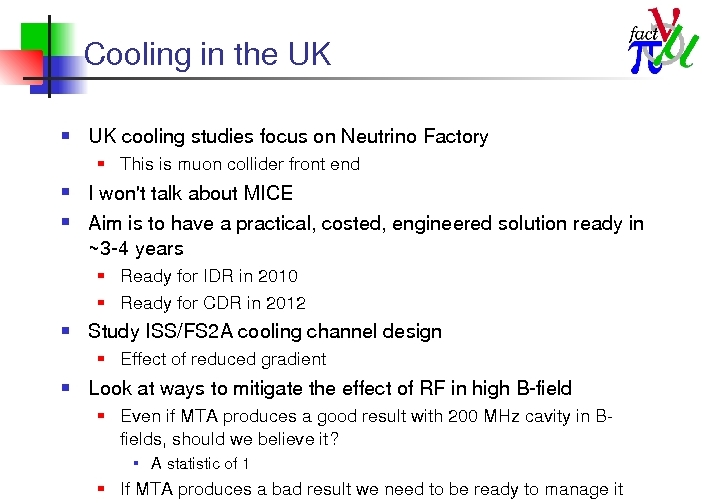 Cooling in the UK
fact
πνμ
UK cooling studies focus on Neutrino Factory
This is muon collider front end
I won't talk about MICE
Aim is to have a practical, costed, engineered solution ready in
~3-4 years
Ready for IDR in 2010
Ready for CDR in 2012
Study ISS/FS2A cooling channel design
Effect of reduced gradient
Look at ways to mitigate the effect of RF in high B-field
Even if MTA produces a good result with 200 MHz cavity in B-
fields, should we believe it?
A statistic of 1
If MTA produces a bad result we need to be ready to manage it